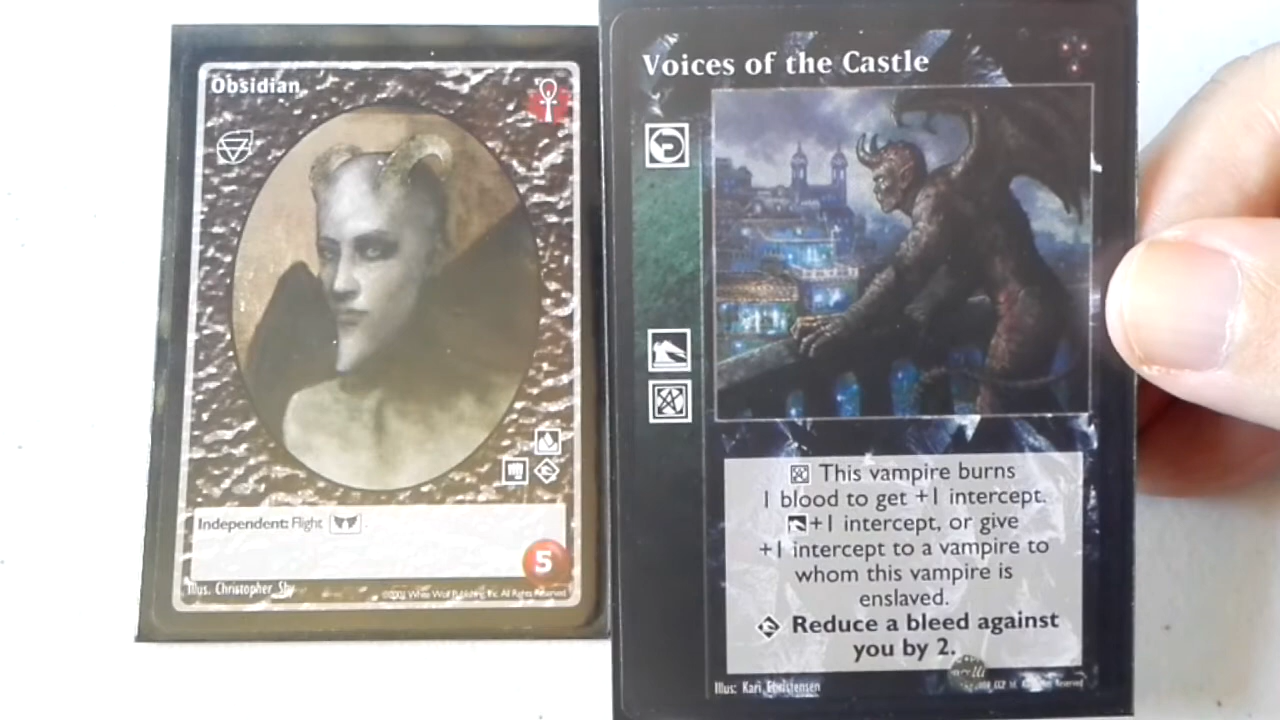 Obsidian
Independent: Flight
5
Illus. Christopher Shy
©2001 White Wolf Publishing, Inc. All Rights Reserved
Voices of the Castle
This vampire burns
1 blood to get +1 intercept.
+1 intercept, or give
+1 intercept to a vampire to
whom this vampire is
enslaved.
Reduce a bleed against
you by 2.
Illus: Kari Christensen
Reserved